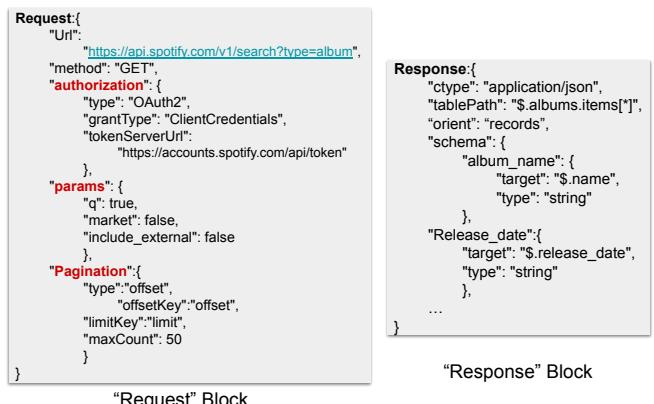 Request:{
"Url":
"https://api.spotify.com/v1/search?type=album",
"method": "GET",
"authorization": {
"type": "OAuth2",
"grantType": "ClientCredentials",
"tokenServerUrl":
"https://accounts.spotify.com/api/token"
},
"params": {
"q": true,
"market": false,
"include_external": false
},
"Pagination":{
"type":"offset",
"offsetKey":"offset",
"limitKey":"limit",
"maxCount": 50
}
}
“Request” Block
Response:{
"ctype": "application/json",
"tablePath": "$.albums.items[*]",
"orient": “records”,
"schema": {
"album_name": {
"target": "$.name",
"type": "string"
},
"Release_date":{
"target": "$.release_date",
"type": "string"
},
…
}
“Response” Block